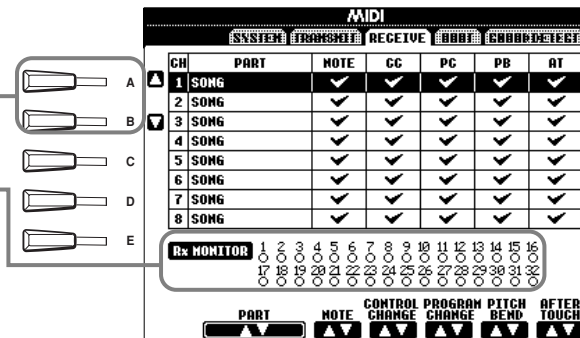 MIDI
SYSTEM TRANSMIT RECEIVE ROOT CHORD DETECT
CH PART NOTE CC PC PB AT
A
1 SONG
2 SONG
B
3 SONG
4 SONG
C
5 SONG
6 SONG
D
7 SONG
8 SONG
E
Rx MONITOR
1 2 3 4 5 6 7 8 9 10 11 12 13 14 15 16
17 18 19 20 21 22 23 24 25 26 27 28 29 30 31 32
PART NOTE CONTROL CHANGE PROGRAM CHANGE PITCH BEND AFTER TOUCH